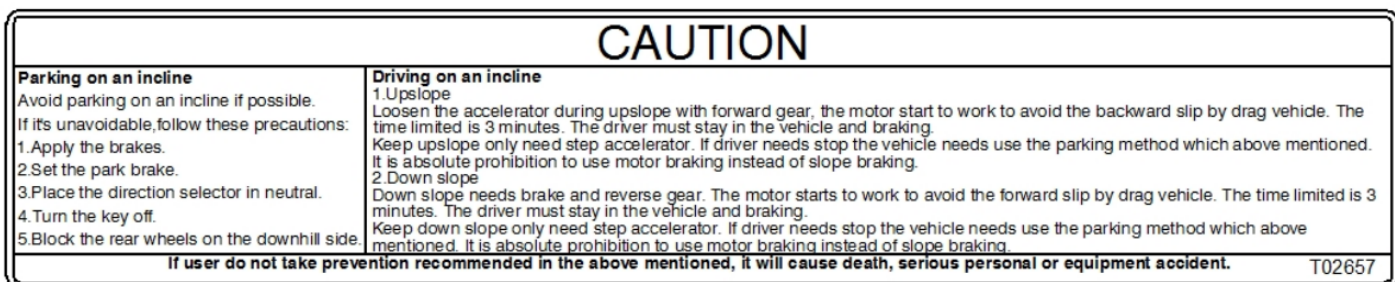 CAUTION
Parking on an incline
Avoid parking on an incline if possible.
If it's unavoidable,follow these precautions:
1.Apply the brakes.
2.Set the park brake.
3.Place the direction selector in neutral.
4.Turn the key off.
5.Block the rear wheels on the downhill side.
Driving on an incline
1.Upslope
Loosen the accelerator during upslope with forward gear, the motor start to work to avoid the backward slip by drag vehicle. The
time limited is 3 minutes. The driver must stay in the vehicle and braking.
Keep upslope only need step accelerator. If driver needs stop the vehicle needs use the parking method which above mentioned.
It is absolute prohibition to use motor braking instead of slope braking.
2.Down slope
Down slope needs brake and reverse gear. The motor starts to work to avoid the forward slip by drag vehicle. The time limited is 3
minutes. The driver must stay in the vehicle and braking.
Keep down slope only need step accelerator. If driver needs stop the vehicle needs use the parking method which above
mentioned. It is absolute prohibition to use motor braking instead of slope braking.
If user do not take prevention recommended in the above mentioned, it will cause death, serious personal or equipment accident.
T02657